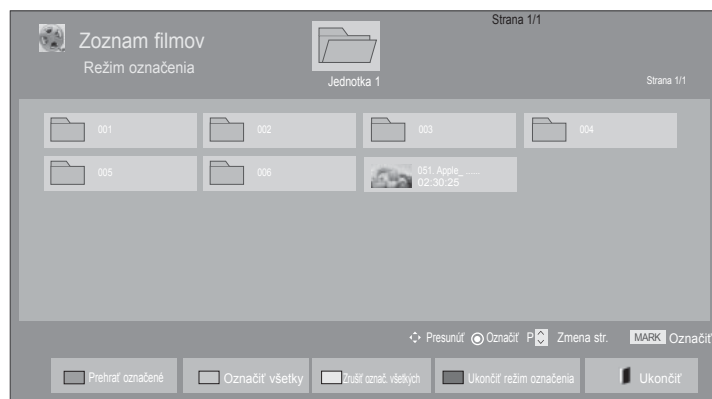 Strana 1/1
Zoznam filmov
Režim označenia
Jednotka 1
Strana 1/1
001 002 003 004
005 006 051. Apple_ ......
02:30:25
Presunúť Označiť P Zmena str. MARK Označiť
Prehrať označené Označiť všetky Zrušiť označ. všetkých Ukončiť režim označenia Ukončiť